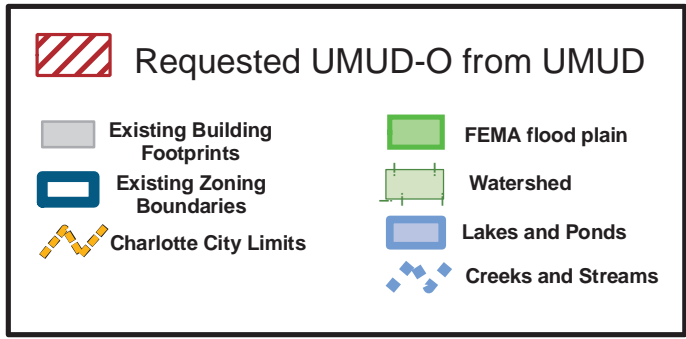 Requested UMUD-O from UMUD
Existing Building
Footprints
Existing Zoning
Boundaries
Charlotte City Limits
FEMA flood plain
Watershed
Lakes and Ponds
Creeks and Streams